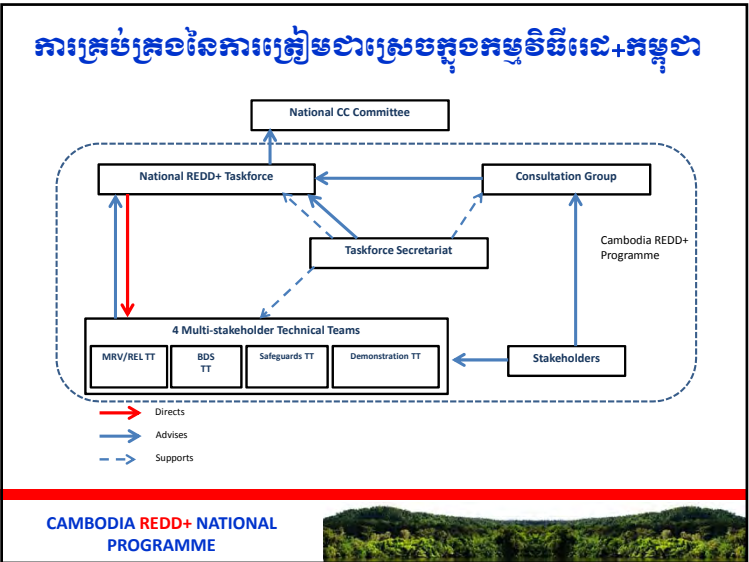 ការគ្រប់គ្រងនៃការត្រៀមជាស្រេចក្នុងកម្មវិធីរេដ+កម្ពុជា
National CC Committee
National REDD+ Taskforce
Consultation Group
Taskforce Secretariat
Cambodia REDD+
Programme
4 Multi-stakeholder Technical Teams
MRV/REL TT
BDS
TT
Safeguards TT
Demonstration TT
Stakeholders
Directs
Advises
Supports
CAMBODIA REDD+ NATIONAL
PROGRAMME